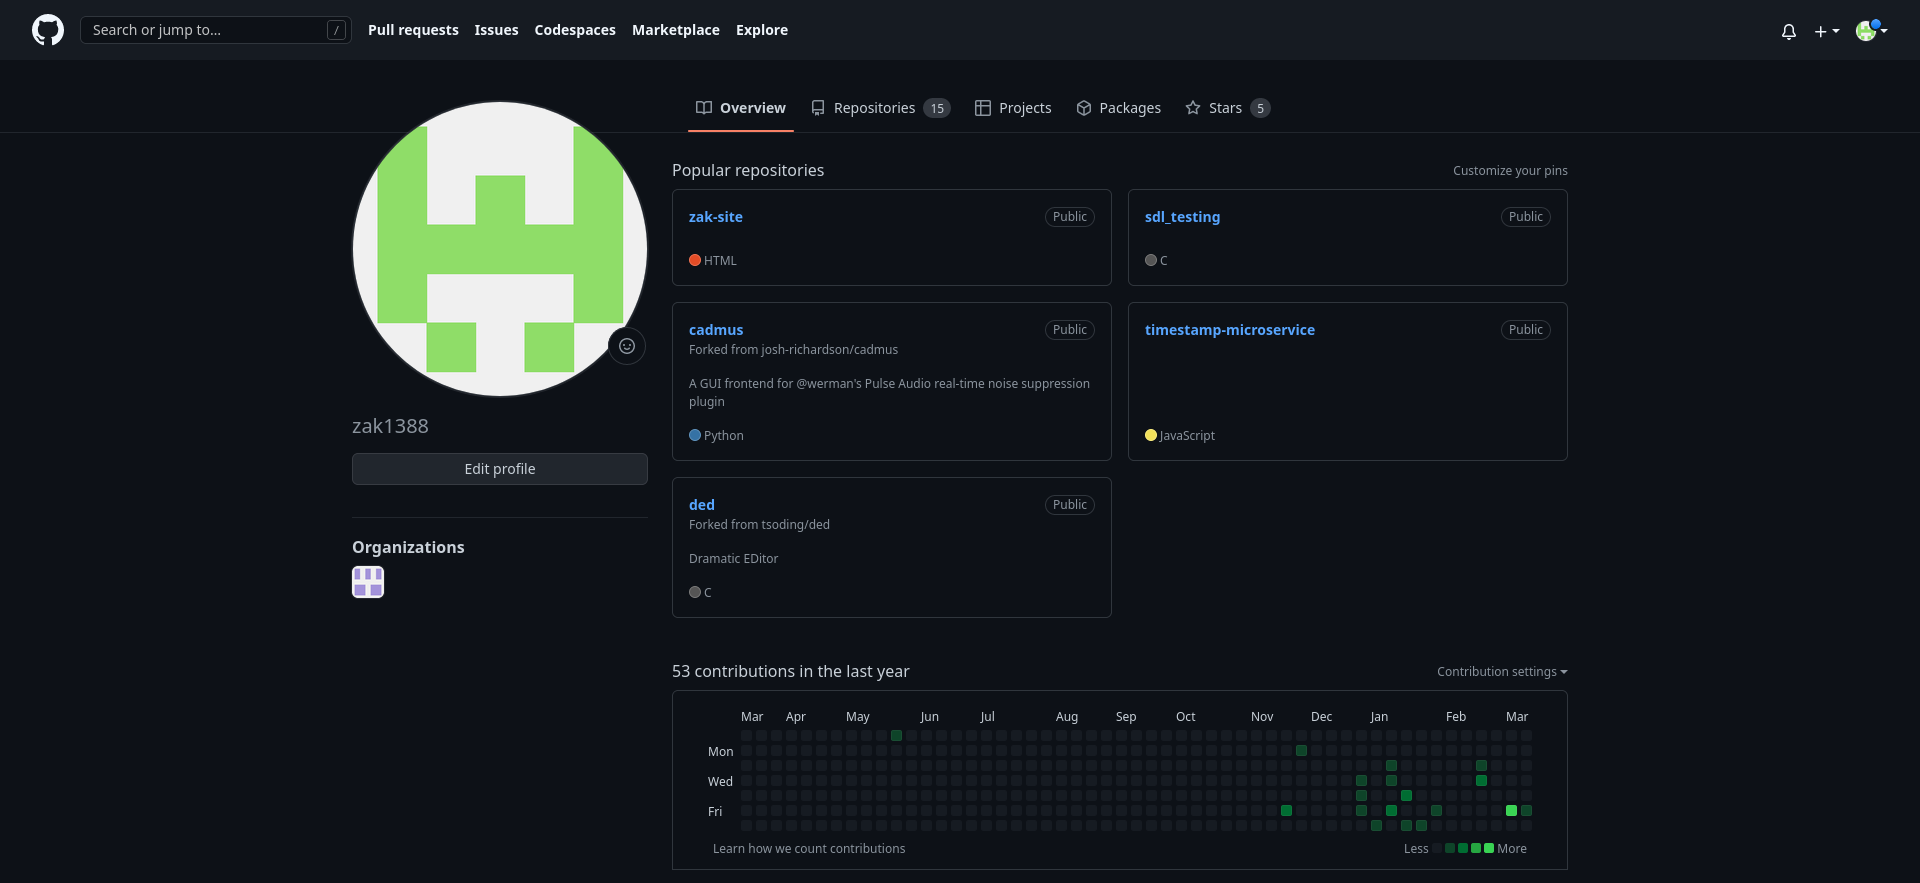 Search or jump to...
/
Pull requests
Issues
Codespaces
Marketplace
Explore
Overview
Repositories 15
Projects
Packages
Stars 5
zak1388
Edit profile
Organizations
Popular repositories
Customize your pins
zak-site
Public
HTML
sdl_testing
Public
C
cadmus
Public
Forked from josh-richardson/cadmus
A GUI frontend for @werman's Pulse Audio real-time noise suppression
plugin
Python
timestamp-microservice
Public
JavaScript
ded
Public
Forked from tsoding/ded
Dramatic EDitor
C
53 contributions in the last year
Contribution settings
Mar Apr May Jun Jul Aug Sep Oct Nov Dec Jan Feb Mar
Mon
Wed
Fri
Learn how we count contributions
Less
More